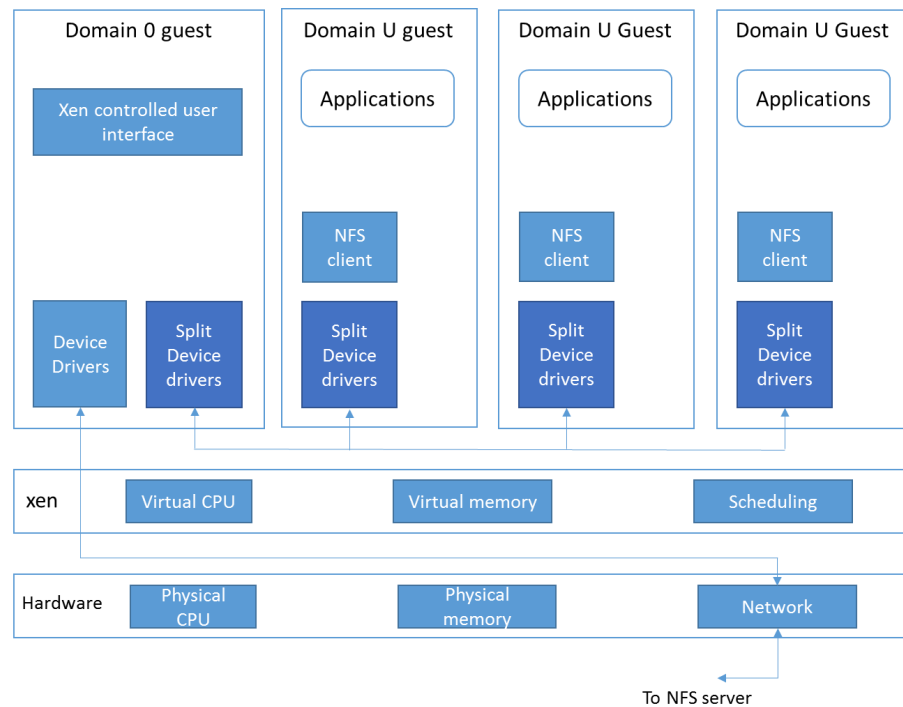 Domain 0 guest
Xen controlled user
interface
Device
Drivers
Split
Device
drivers
Domain U guest
Applications
NFS
client
Split
Device
drivers
Domain U Guest
Applications
NFS
client
Split
Device
drivers
Domain U Guest
Applications
NFS
client
Split
Device
drivers
xen
Virtual CPU
Virtual memory
Scheduling
Hardware
Physical
CPU
Physical
memory
Network
To NFS server